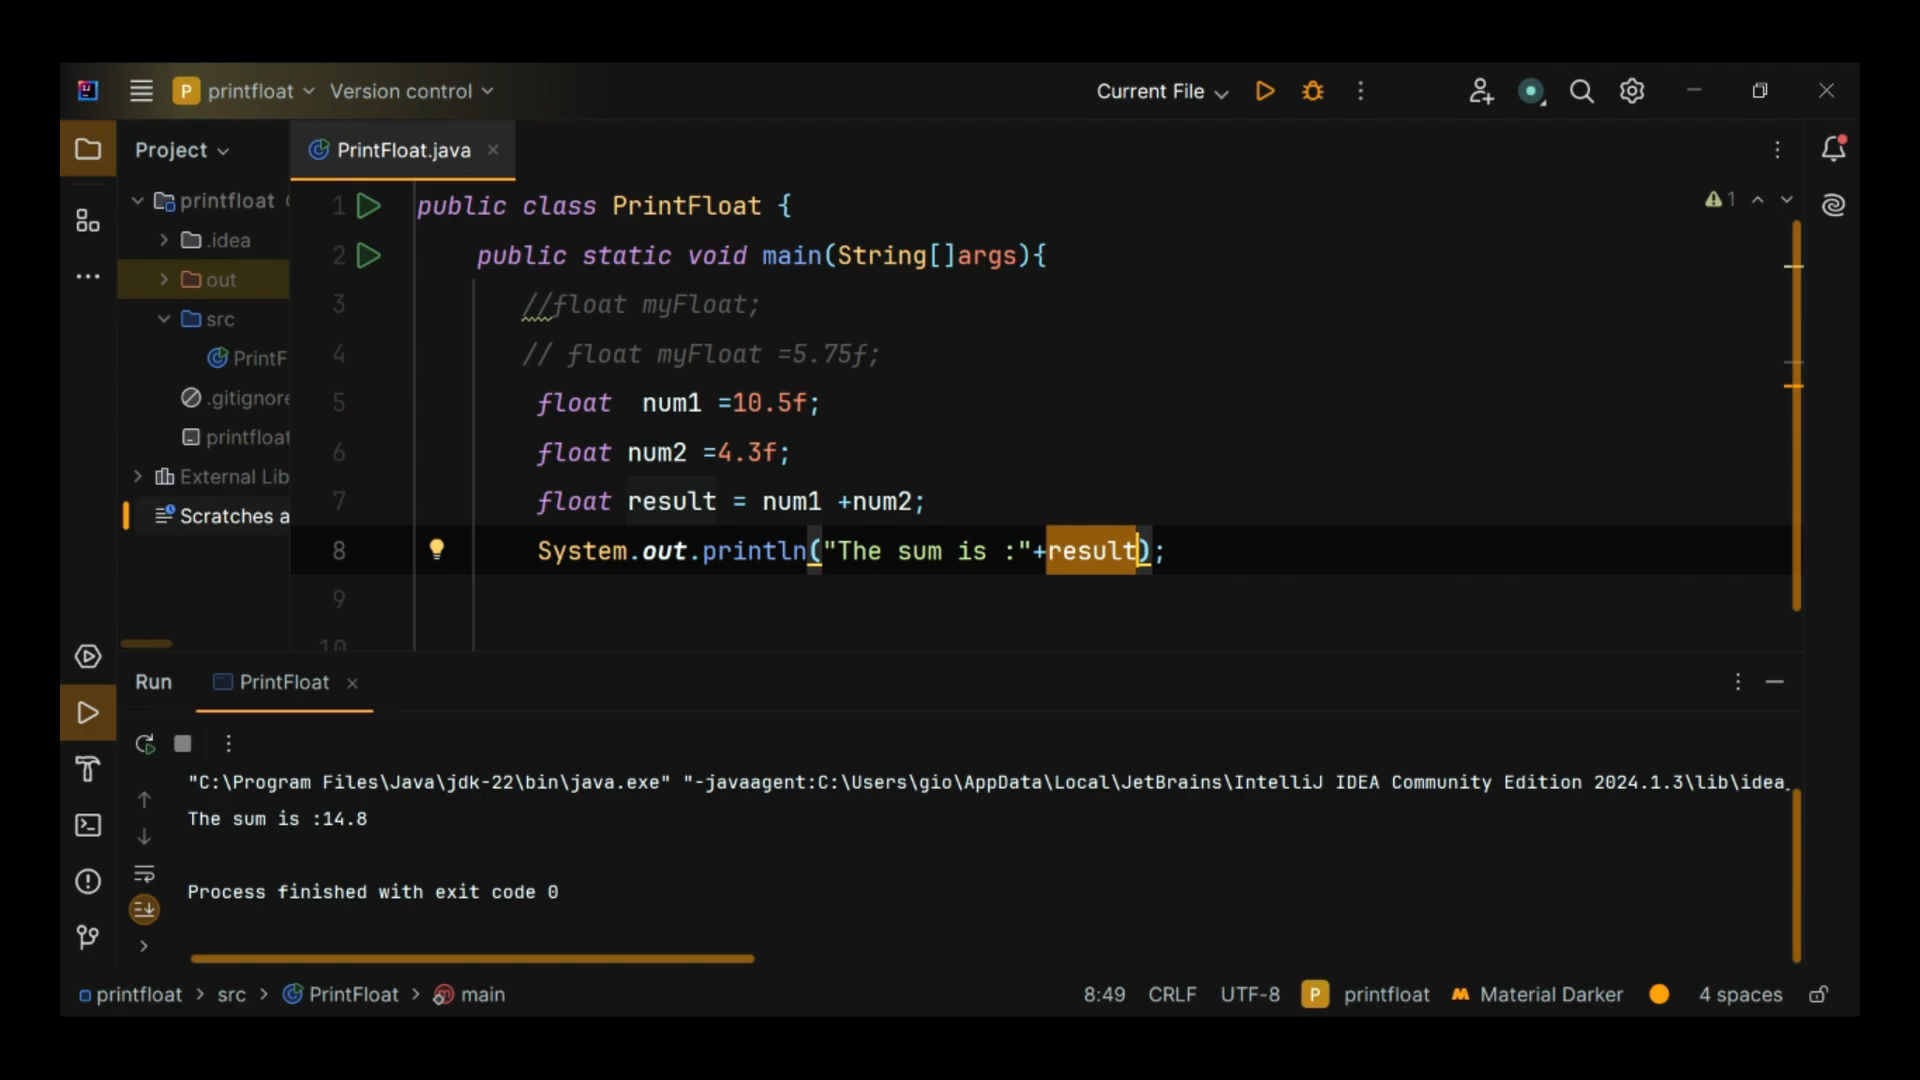 P printfloat Version control Current File
Project PrintFloat.java
printfloat
.idea
out
src
PrintF
.gitignore
printfloat
External Lib
Scratches a
1 public class PrintFloat {
2 public static void main(String[]args){
3 //float myFloat;
4 // float myFloat =5.75f;
5 float num1 =10.5f;
6 float num2 =4.3f;
7 float result = num1 +num2;
8 System.out.println("The sum is :"+result);
9
10
1
Run PrintFloat
"C:\Program Files\Java\jdk-22\bin\java.exe" "-javaagent:C:\Users\gio\AppData\Local\JetBrains\IntelliJ IDEA Community Edition 2024.1.3\lib\idea_
The sum is :14.8
Process finished with exit code 0
printfloat > src > PrintFloat > main 8:49 CRLF UTF-8 P printfloat Material Darker 4 spaces